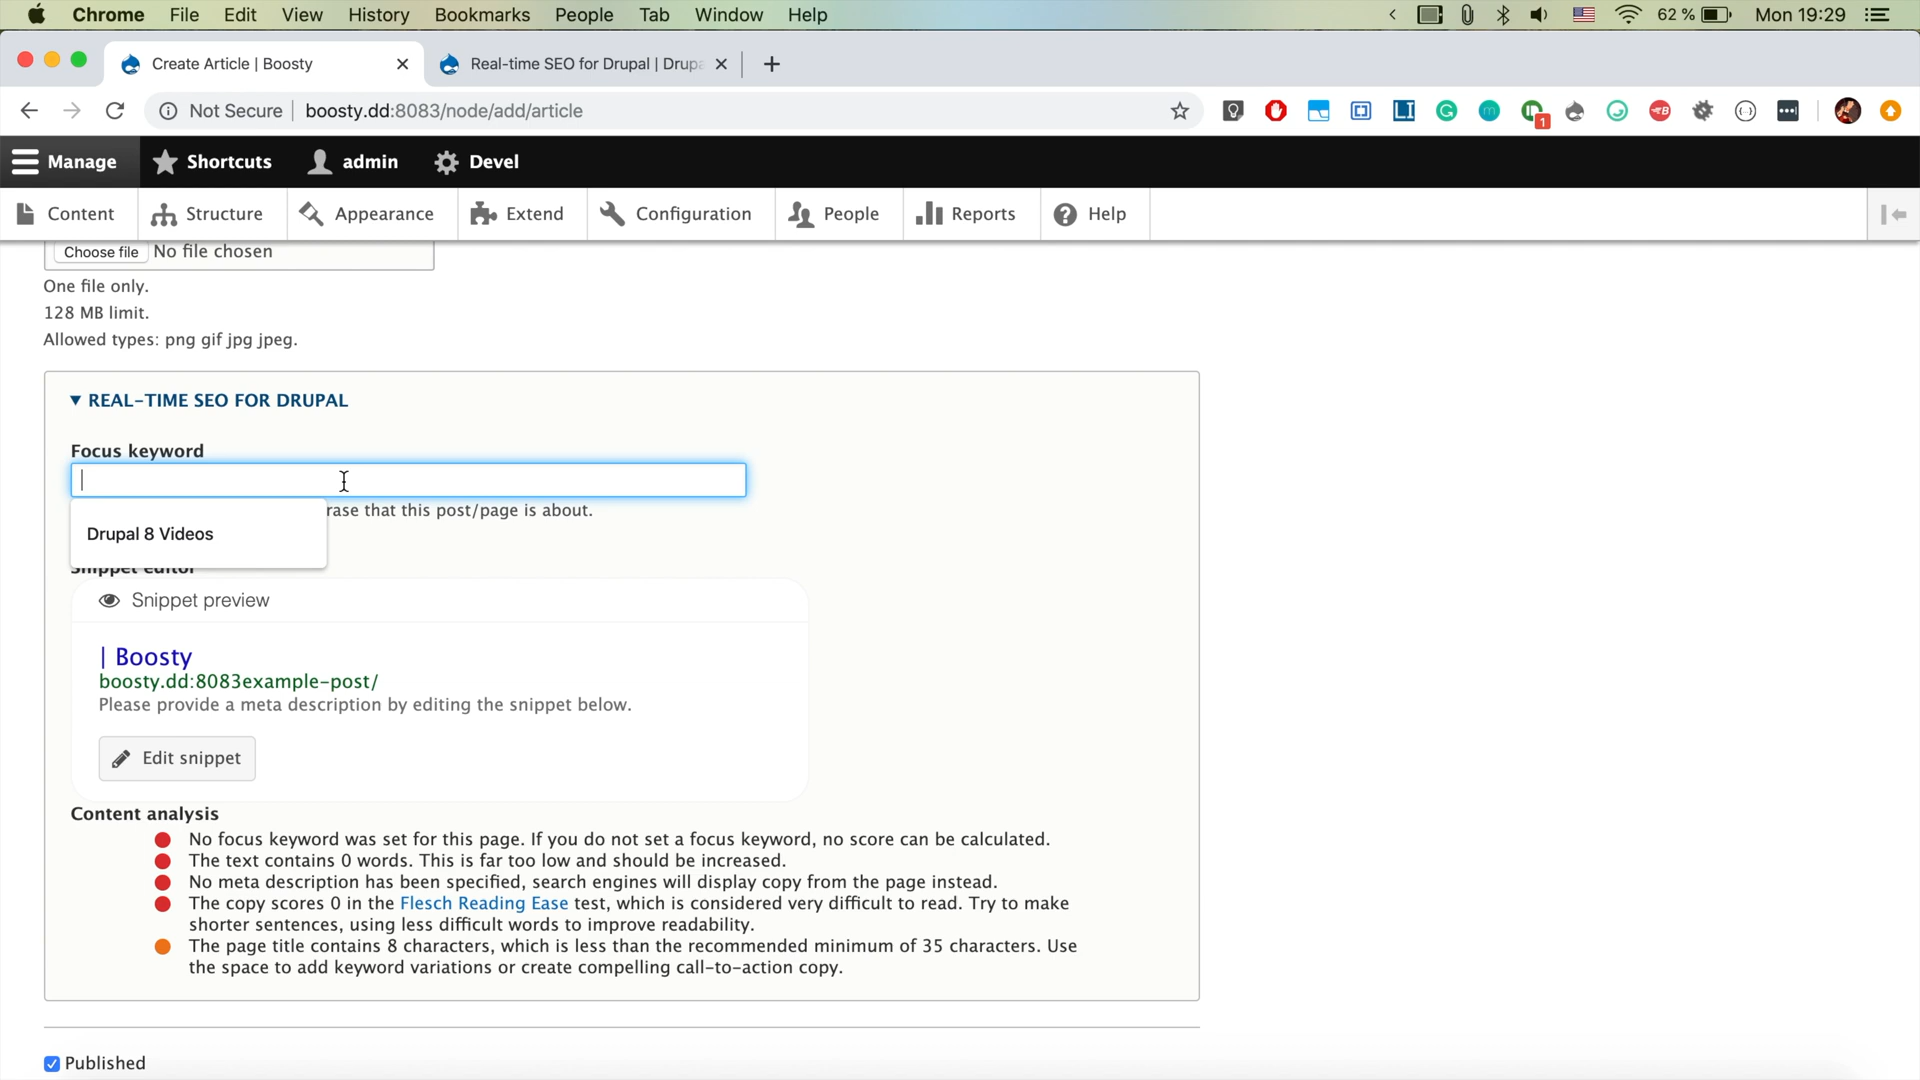 Chrome File Edit View History Bookmarks People Tab Window Help 62 % Mon 19:29
Create Article | Boosty Real-time SEO for Drupal | Drup
Not Secure boosty.dd:8083/node/add/article 1
Manage Shortcuts admin Devel
Content Structure Appearance Extend Configuration People Reports Help
Choose file No file chosen
One file only.
128 MB limit.
Allowed types: png gif jpg jpeg.
REAL-TIME SEO FOR DRUPAL
Focus keyword
rase that this post/page is about.
Drupal 8 Videos
Snippet editor
Snippet preview
| Boosty
boosty.dd:8083example-post/
Please provide a meta description by editing the snippet below.
Edit snippet
Content analysis
No focus keyword was set for this page. If you do not set a focus keyword, no score can be calculated.
The text contains 0 words. This is far too low and should be increased.
No meta description has been specified, search engines will display copy from the page instead.
The copy scores 0 in the Flesch Reading Ease test, which is considered very difficult to read. Try to make
shorter sentences, using less difficult words to improve readability.
The page title contains 8 characters, which is less than the recommended minimum of 35 characters. Use
the space to add keyword variations or create compelling call-to-action copy.
Published